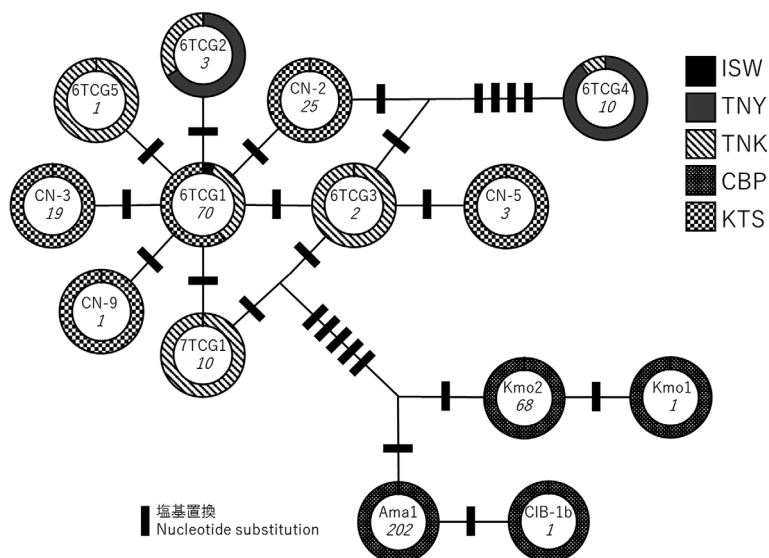 6TCG2
3
6TCG5
1
CN-2
25
6TCG4
10
CN-3
19
6TCG1
70
6TCG3
2
CN-5
3
CN-9
1
7TCG1
10
Kmo2
68
Kmo1
1
Ama1
202
CIB-1b
1
ISW
TNY
TNK
CBP
KTS
塩基置換
Nucleotide substitution